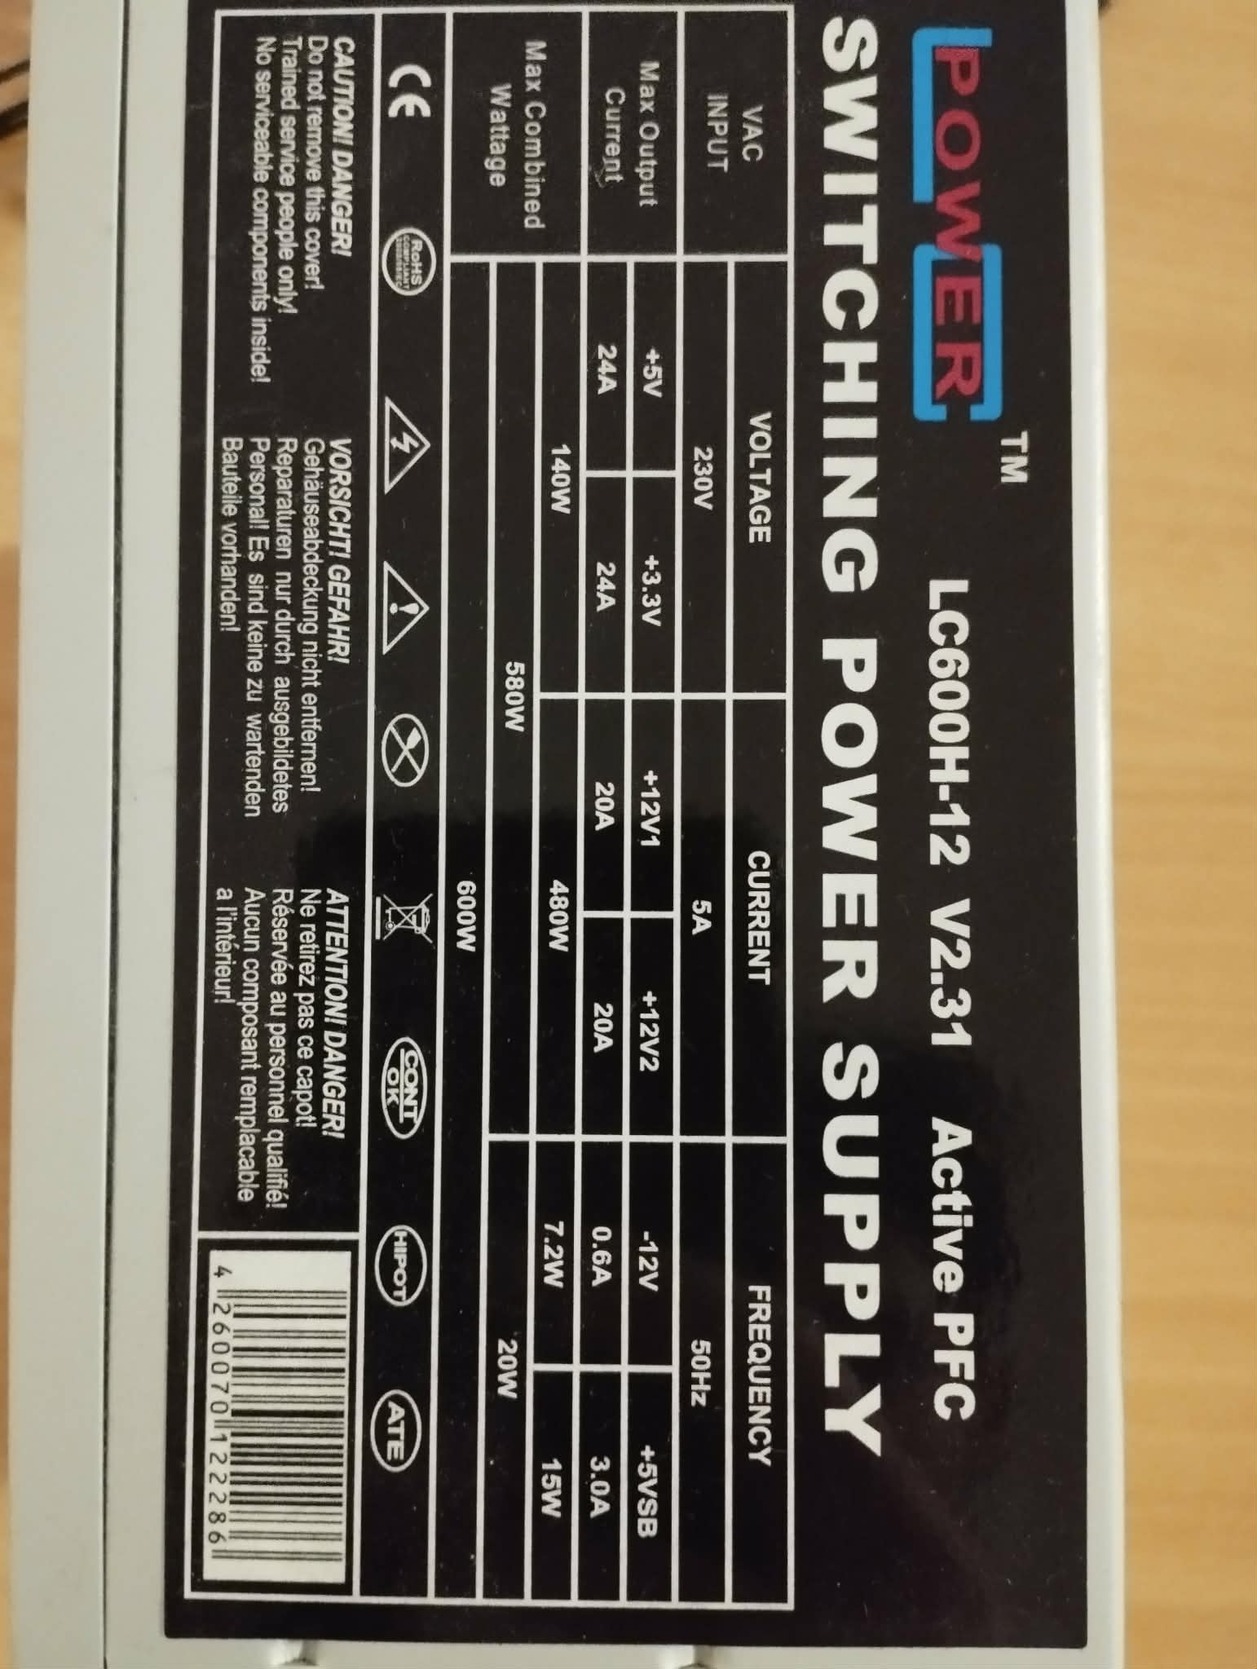 POWER TM LC600H-12 V2.31 Active PFC
SWITCHING POWER SUPPLY
VAC INPUT VOLTAGE CURRENT FREQUENCY
230V 5A 50Hz
Max Output Current +5V +3.3V +12V1 +12V2 -12V +5VSB
24A 24A 20A 20A 0.6A 3.0A
Max Combined Wattage 140W 480W 7.2W 15W
580W 20W
600W
CE RoHS CONT OK HIPOT ATE
CAUTION! DANGER!
Do not remove this cover!
Trained service people only!
No serviceable components inside!
VORSICHT! GEFAHR!
Gehäuseabdeckung nicht entfernen!
Reparaturen nur durch ausgebildetes
Personal! Es sind keine zu wartenden
Bauteile vorhanden!
ATTENTION! DANGER!
Ne retirez pas ce capot!
Réservée au personnel qualifié!
Aucun composant remplacable
a l'intérieur!
4 260070 122286